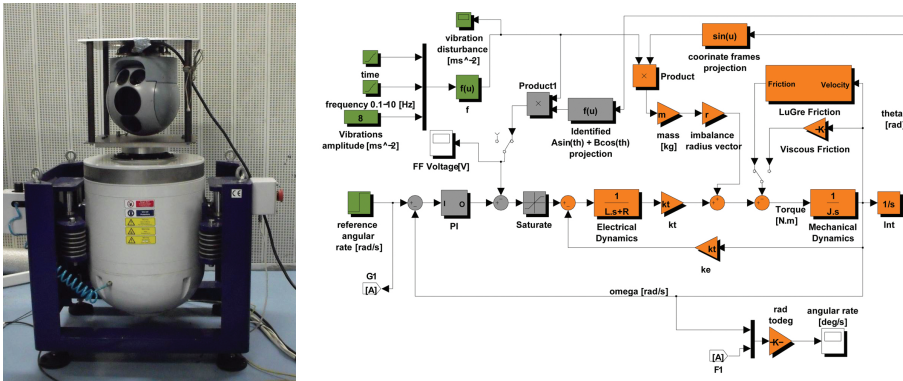 time
vibration
disturbance
[ms^-2]
sin(u)
coorinate frames
projection
frequency 0.1-10 [Hz]
f(u)
f
8
Vibrations
amplitude [ms^-2]
Product1
×
f(u)
Identified
Asin(th) + Bcos(th)
projection
×
Product
m
mass
[kg]
r
imbalance
radius vector
Friction
Velocity
LuGre Friction
-K-
Viscous Friction
theta
[rad]
FF Voltage[V]
reference
angular
rate [rad/s]
I
O
PI
Saturate
1
L.s+R
Electrical
Dynamics
kt
kt
Torque
[N.m]
1
J.s
Mechanical
Dynamics
1/s
Int
kt
ke
G1
[A]
omega [rad/s]
rad
todeg
-K-
angular rate
[deg/s]
[A]
F1
CE